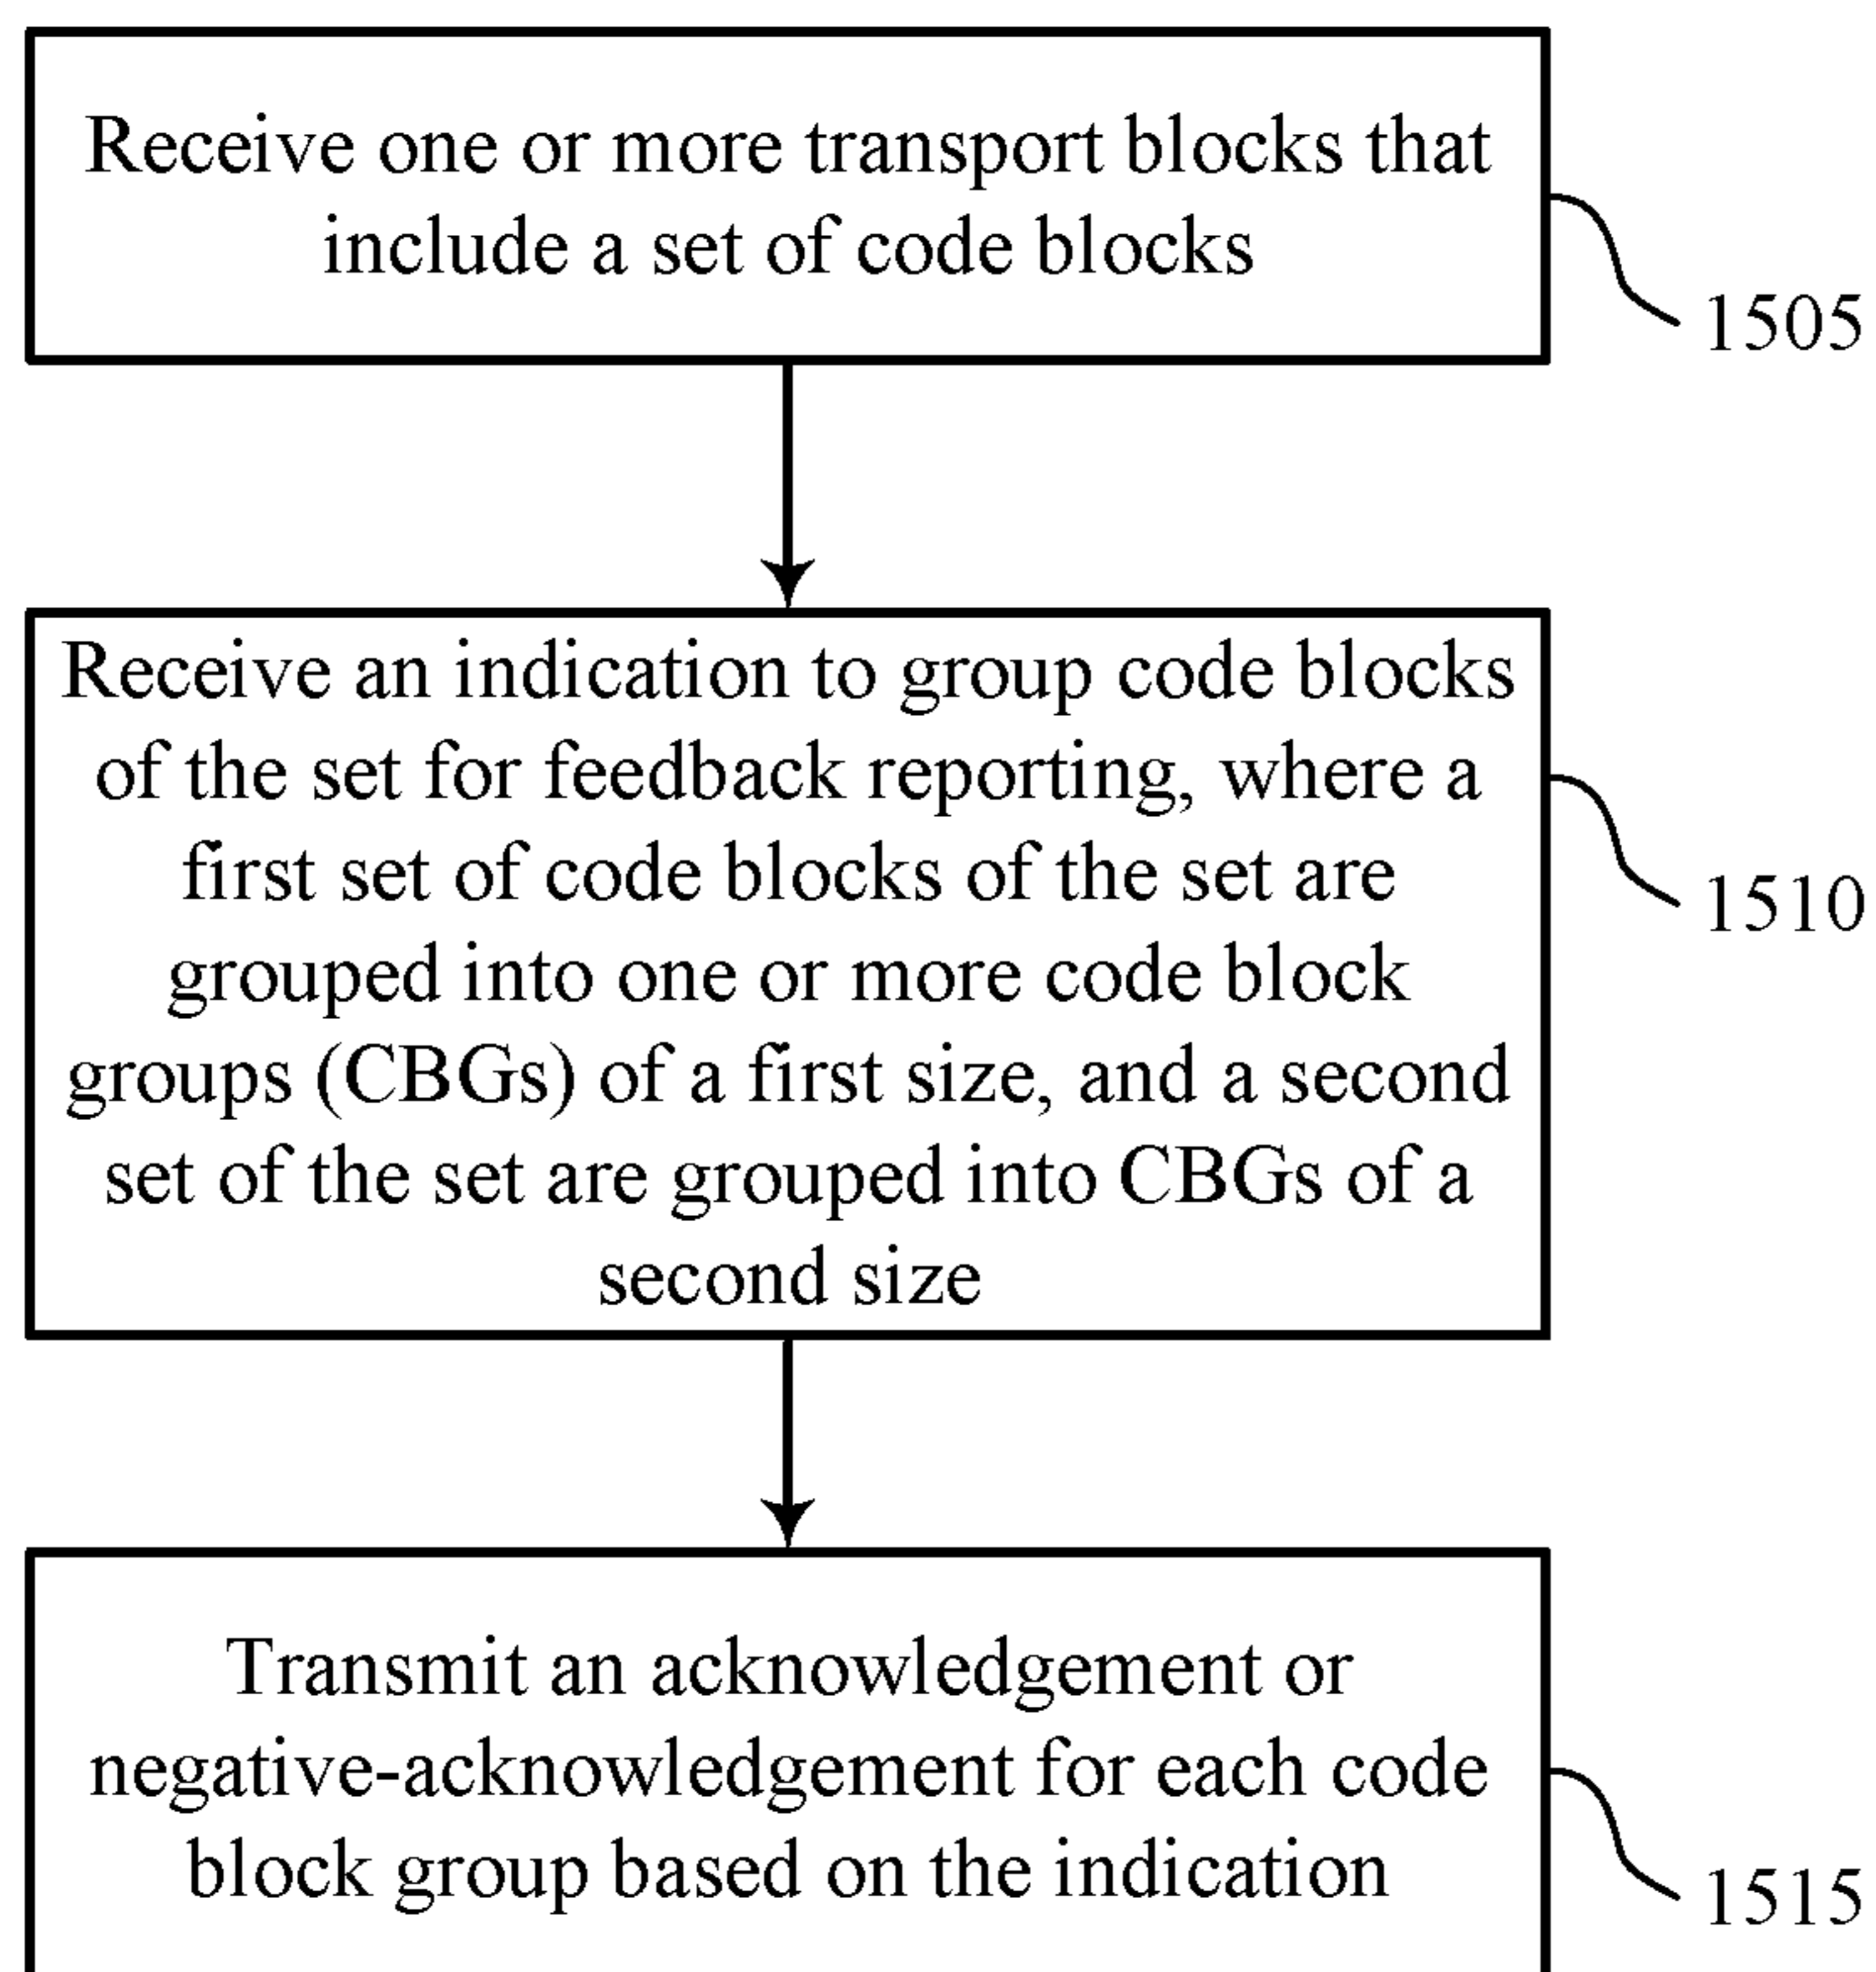 Receive one or more transport blocks that
include a set of code blocks
1505
Receive an indication to group code blocks
of the set for feedback reporting, where a
first set of code blocks of the set are
grouped into one or more code block
groups (CBGs) of a first size, and a second
set of the set are grouped into CBGs of a
second size
1510
Transmit an acknowledgement or
negative-acknowledgement for each code
block group based on the indication
1515